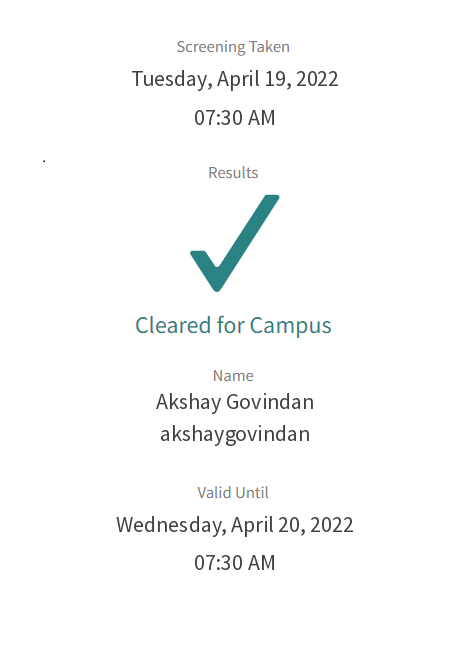 Screening Taken
Tuesday, April 19, 2022
07:30 AM
Results
Cleared for Campus
Name
Akshay Govindan
akshaygovindan
Valid Until
Wednesday, April 20, 2022
07:30 AM